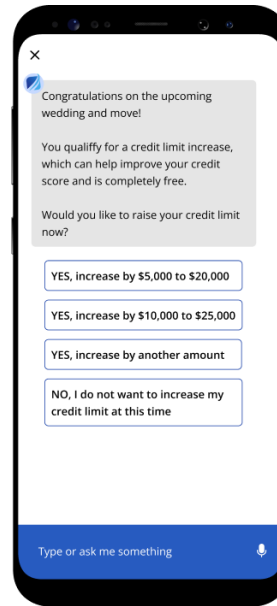 Congratulations on the upcoming
wedding and move!
You qualiffy for a credit limit increase,
which can help improve your credit
score and is completely free.
Would you like to raise your credit limit
now?
YES, increase by $5,000 to $20,000
YES, increase by $10,000 to $25,000
YES, increase by another amount
NO, I do not want to increase my
credit limit at this time
Type or ask me something